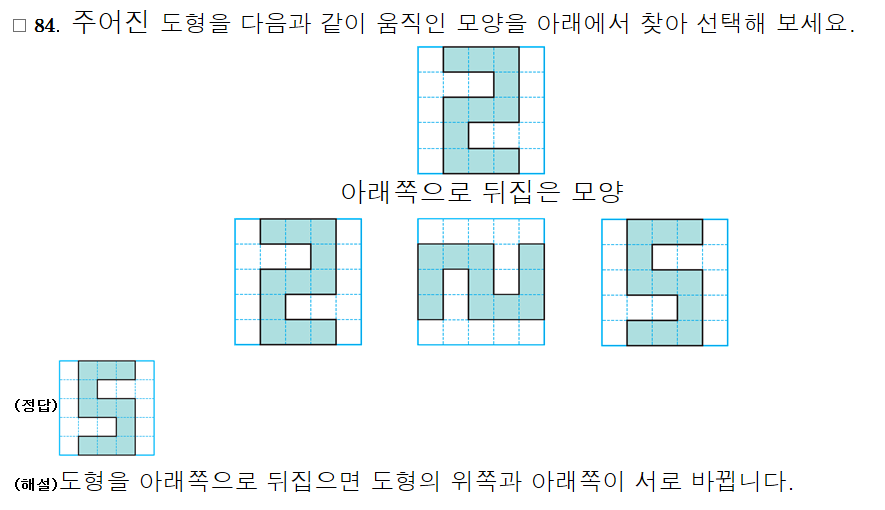 □ 84. 주어진 도형을 다음과 같이 움직인 모양을 아래에서 찾아 선택해 보세요.
아래쪽으로 뒤집은 모양
(정답)
(해설)도형을 아래쪽으로 뒤집으면 도형의 위쪽과 아래쪽이 서로 바뀝니다.